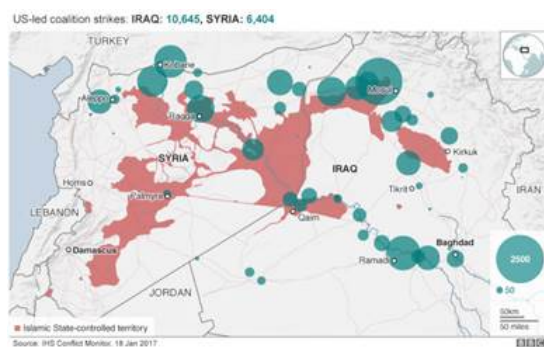 US-led coalition strikes: IRAQ: 10,645, SYRIA: 6,404
TURKEY
Kobane
Aleppo
Mosul
Raqqa
SYRIA
IRAQ
Kirkuk
Homs
Palmyra
Tikrit
IRAN
LEBANON
Qaim
Damascus
Baghdad
Ramadi
2500
50
JORDAN
50km
50 miles
Islamic State-controlled territory
Source: IHS Conflict Monitor, 18 Jan 2017
BBC